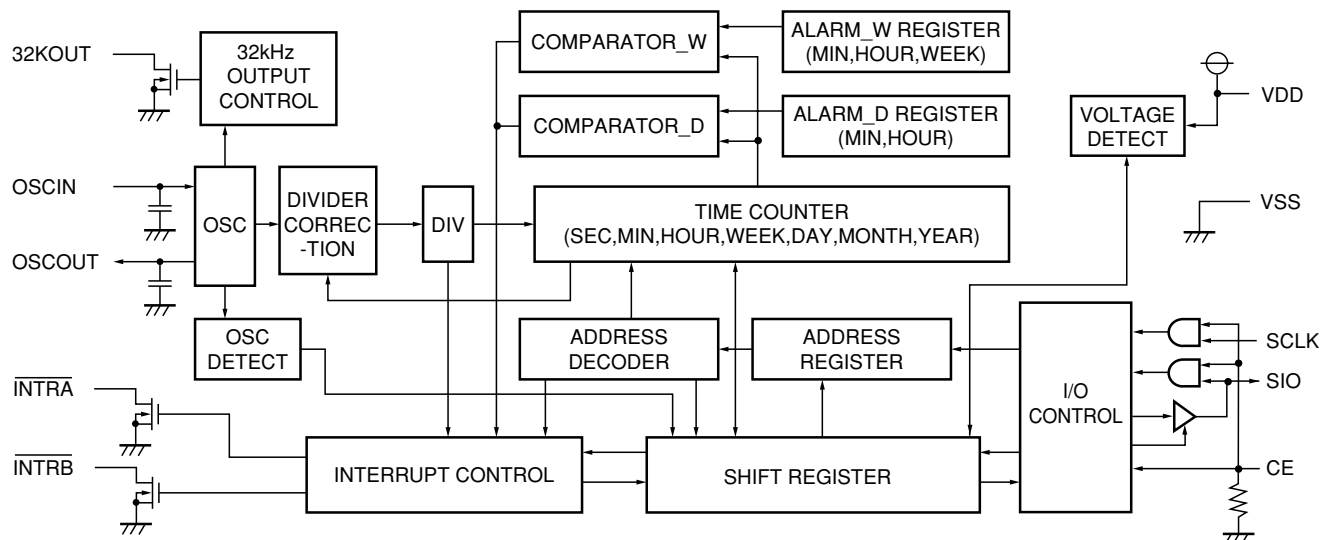 32KOUT
32kHz
OUTPUT
CONTROL
COMPARATOR_W
ALARM_W REGISTER
(MIN,HOUR,WEEK)
COMPARATOR_D
ALARM_D REGISTER
(MIN,HOUR)
VOLTAGE
DETECT
VDD
VSS
OSCIN
OSCOUT
OSC
DIVIDER
CORREC
-TION
DIV
TIME COUNTER
(SEC,MIN,HOUR,WEEK,DAY,MONTH,YEAR)
OSC
DETECT
ADDRESS
DECODER
ADDRESS
REGISTER
I/O
CONTROL
SCLK
SIO
CE
INTRA
INTRB
INTERRUPT CONTROL
SHIFT REGISTER